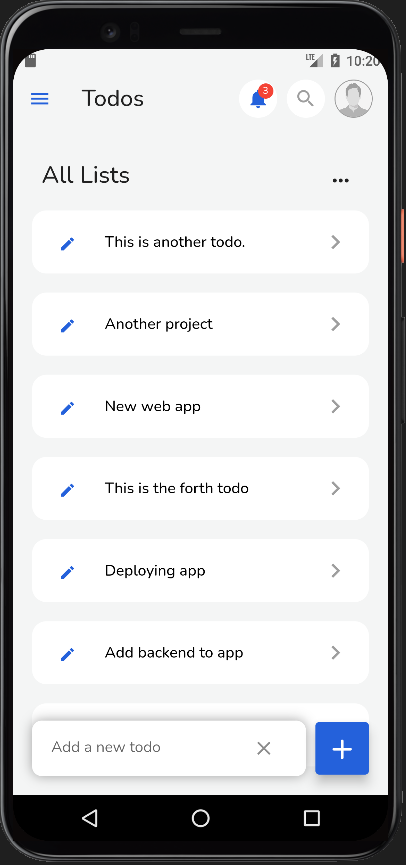 LTE 10:20
Todos 3
All Lists
This is another todo.
Another project
New web app
This is the forth todo
Deploying app
Add backend to app
Add a new todo